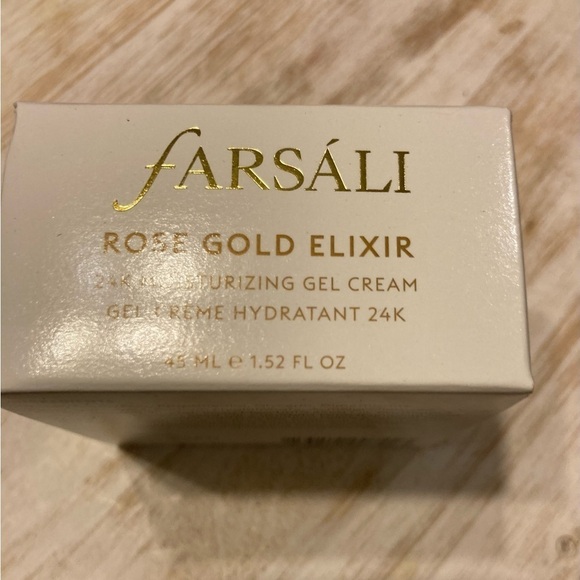 fARSÁLI
ROSE GOLD ELIXIR
24K MOISTURIZING GEL CREAM
GEL CRÈME HYDRATANT 24K
45 ML ℮ 1.52 FL OZ